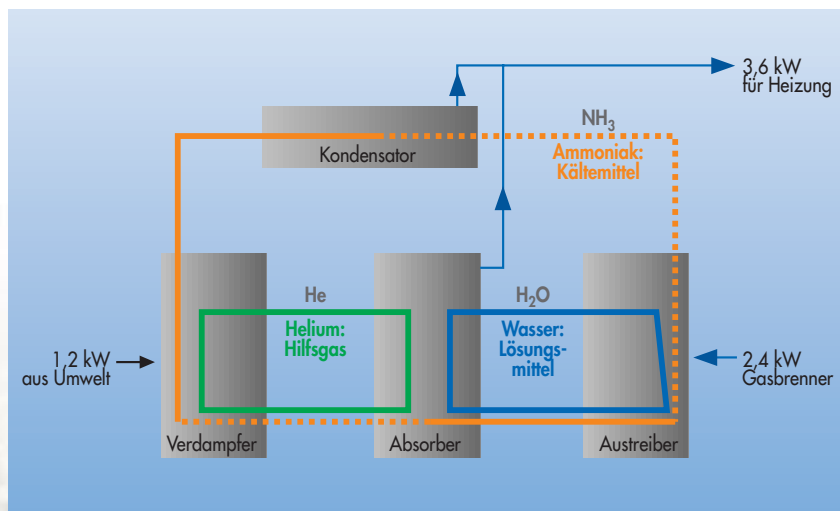 3,6 kW
für Heizung
NH₃
Kondensator
Ammoniak:
Kältemittel
He
H₂O
Helium:
Hilfsgas
Wasser:
Lösungs-
mittel
1,2 kW
aus Umwelt
2,4 kW
Gasbrenner
Verdampfer
Absorber
Austreiber